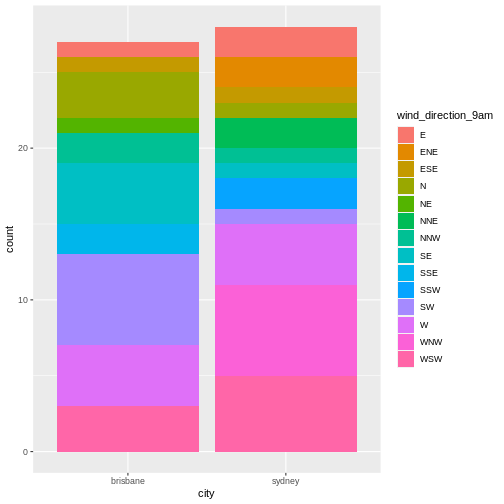 count
20
10
0
brisbane
sydney
city
wind_direction_9am
E
ENE
ESE
N
NE
NNE
NNW
SE
SSE
SSW
SW
W
WNW
WSW